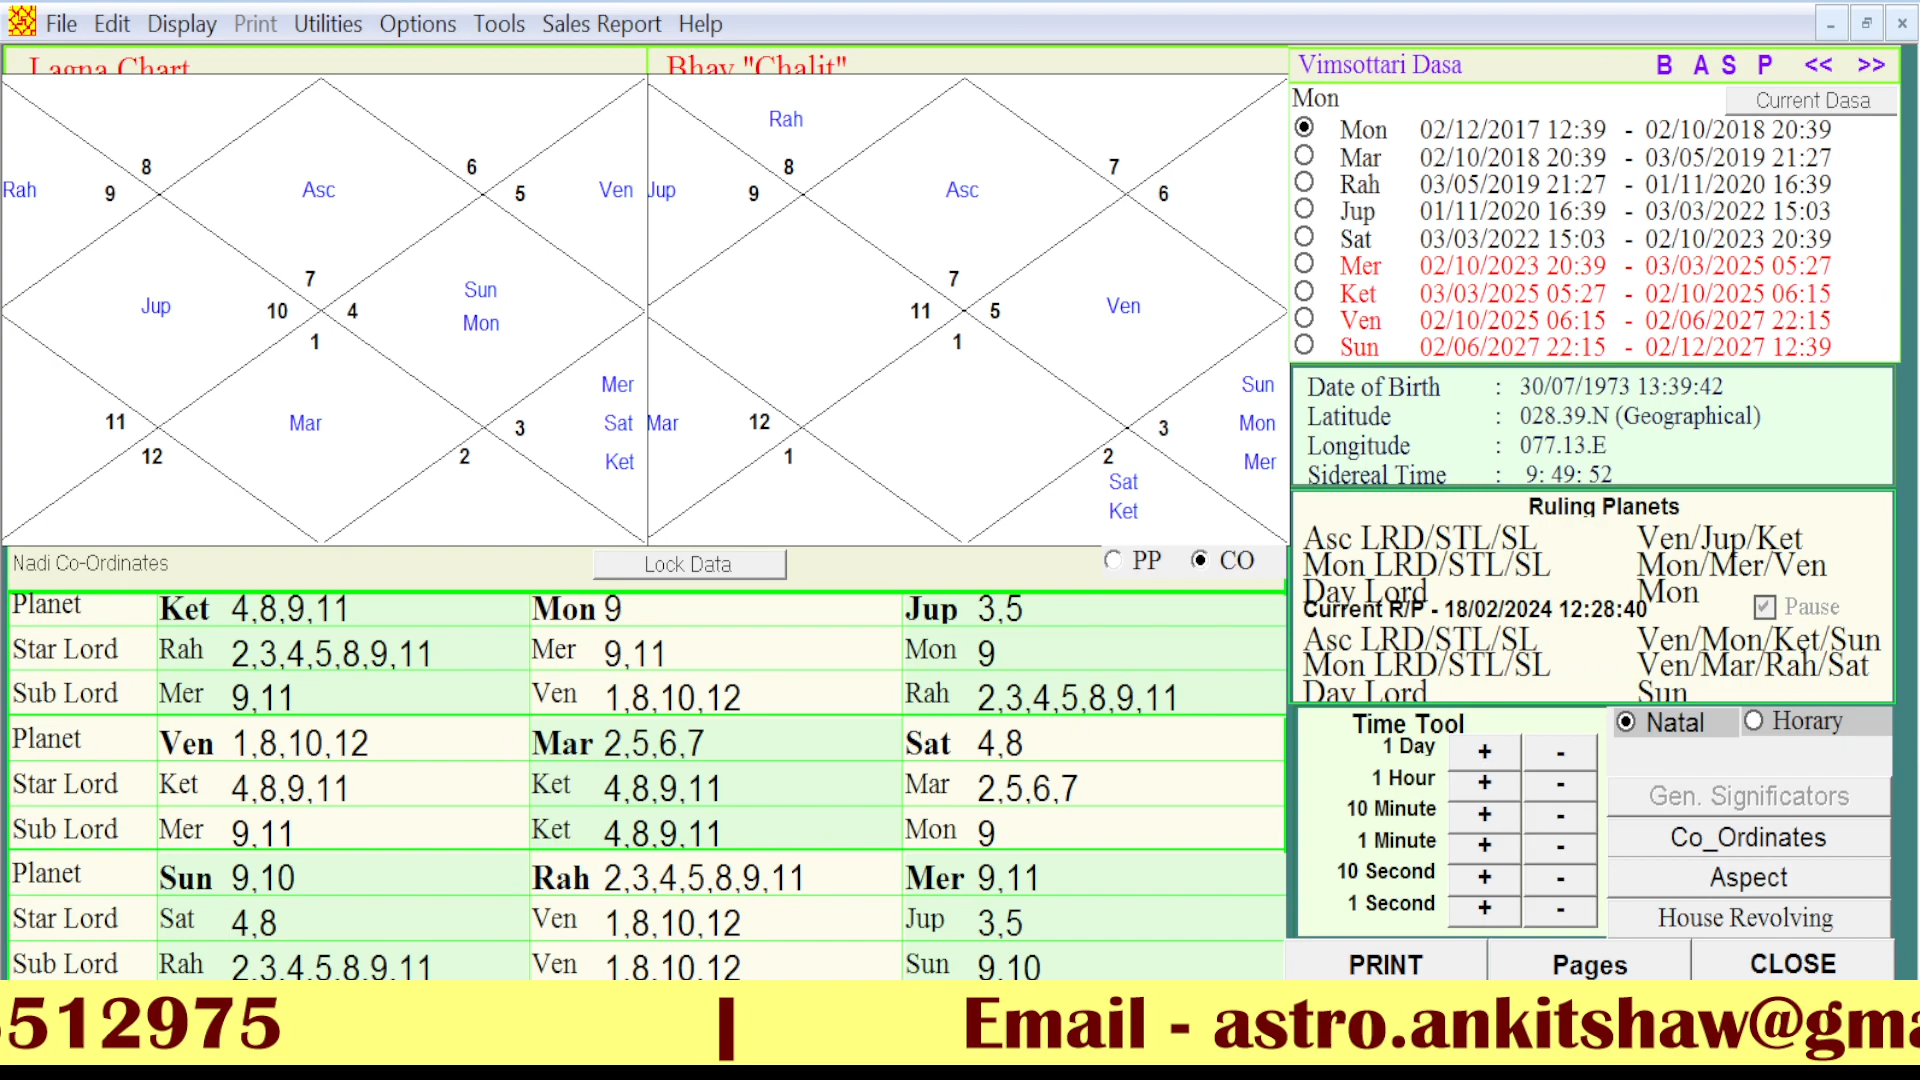 File Edit Display Print Utilities Options Tools Sales Report Help
Lagna Chart
Bhav "Chalit"
8
6
Rah
9
Asc
5
Ven
7
Sun
Jup
10
4
Mon
1
Mer
11
Mar
3
Sat
12
2
Ket
Rah
8
7
Jup
9
Asc
6
7
11
5
Ven
1
Sun
Mar
12
3
Mon
1
2
Mer
Sat
Ket
Vimsottari Dasa B A S P << >>
Mon Current Dasa
Mon 02/12/2017 12:39 - 02/10/2018 20:39
Mar 02/10/2018 20:39 - 03/05/2019 21:27
Rah 03/05/2019 21:27 - 01/11/2020 16:39
Jup 01/11/2020 16:39 - 03/03/2022 15:03
Sat 03/03/2022 15:03 - 02/10/2023 20:39
Mer 02/10/2023 20:39 - 03/03/2025 05:27
Ket 03/03/2025 05:27 - 02/10/2025 06:15
Ven 02/10/2025 06:15 - 02/06/2027 22:15
Sun 02/06/2027 22:15 - 02/12/2027 12:39
Date of Birth : 30/07/1973 13:39:42
Latitude : 028.39.N (Geographical)
Longitude : 077.13.E
Sidereal Time : 9: 49: 52
Ruling Planets
Asc LRD/STL/SL Ven/Jup/Ket
Mon LRD/STL/SL Mon/Mer/Ven
Day Lord Mon
Current R/P - 18/02/2024 12:28:40 Pause
Asc LRD/STL/SL Ven/Mon/Ket/Sun
Mon LRD/STL/SL Ven/Mar/Rah/Sat
Day Lord Sun
Nadi Co-Ordinates Lock Data PP CO
Planet Ket 4,8,9,11 Mon 9 Jup 3,5
Star Lord Rah 2,3,4,5,8,9,11 Mer 9,11 Mon 9
Sub Lord Mer 9,11 Ven 1,8,10,12 Rah 2,3,4,5,8,9,11
Planet Ven 1,8,10,12 Mar 2,5,6,7 Sat 4,8
Star Lord Ket 4,8,9,11 Ket 4,8,9,11 Mar 2,5,6,7
Sub Lord Mer 9,11 Ket 4,8,9,11 Mon 9
Planet Sun 9,10 Rah 2,3,4,5,8,9,11 Mer 9,11
Star Lord Sat 4,8 Ven 1,8,10,12 Jup 3,5
Sub Lord Rah 2,3,4,5,8,9,11 Ven 1,8,10,12 Sun 9,10
Time Tool
1 Day + -
1 Hour + -
10 Minute + -
1 Minute + -
10 Second + -
1 Second + -
Natal Horary
Gen. Significators
Co_Ordinates
Aspect
House Revolving
PRINT Pages CLOSE
512975 | Email - astro.ankitshaw@gma